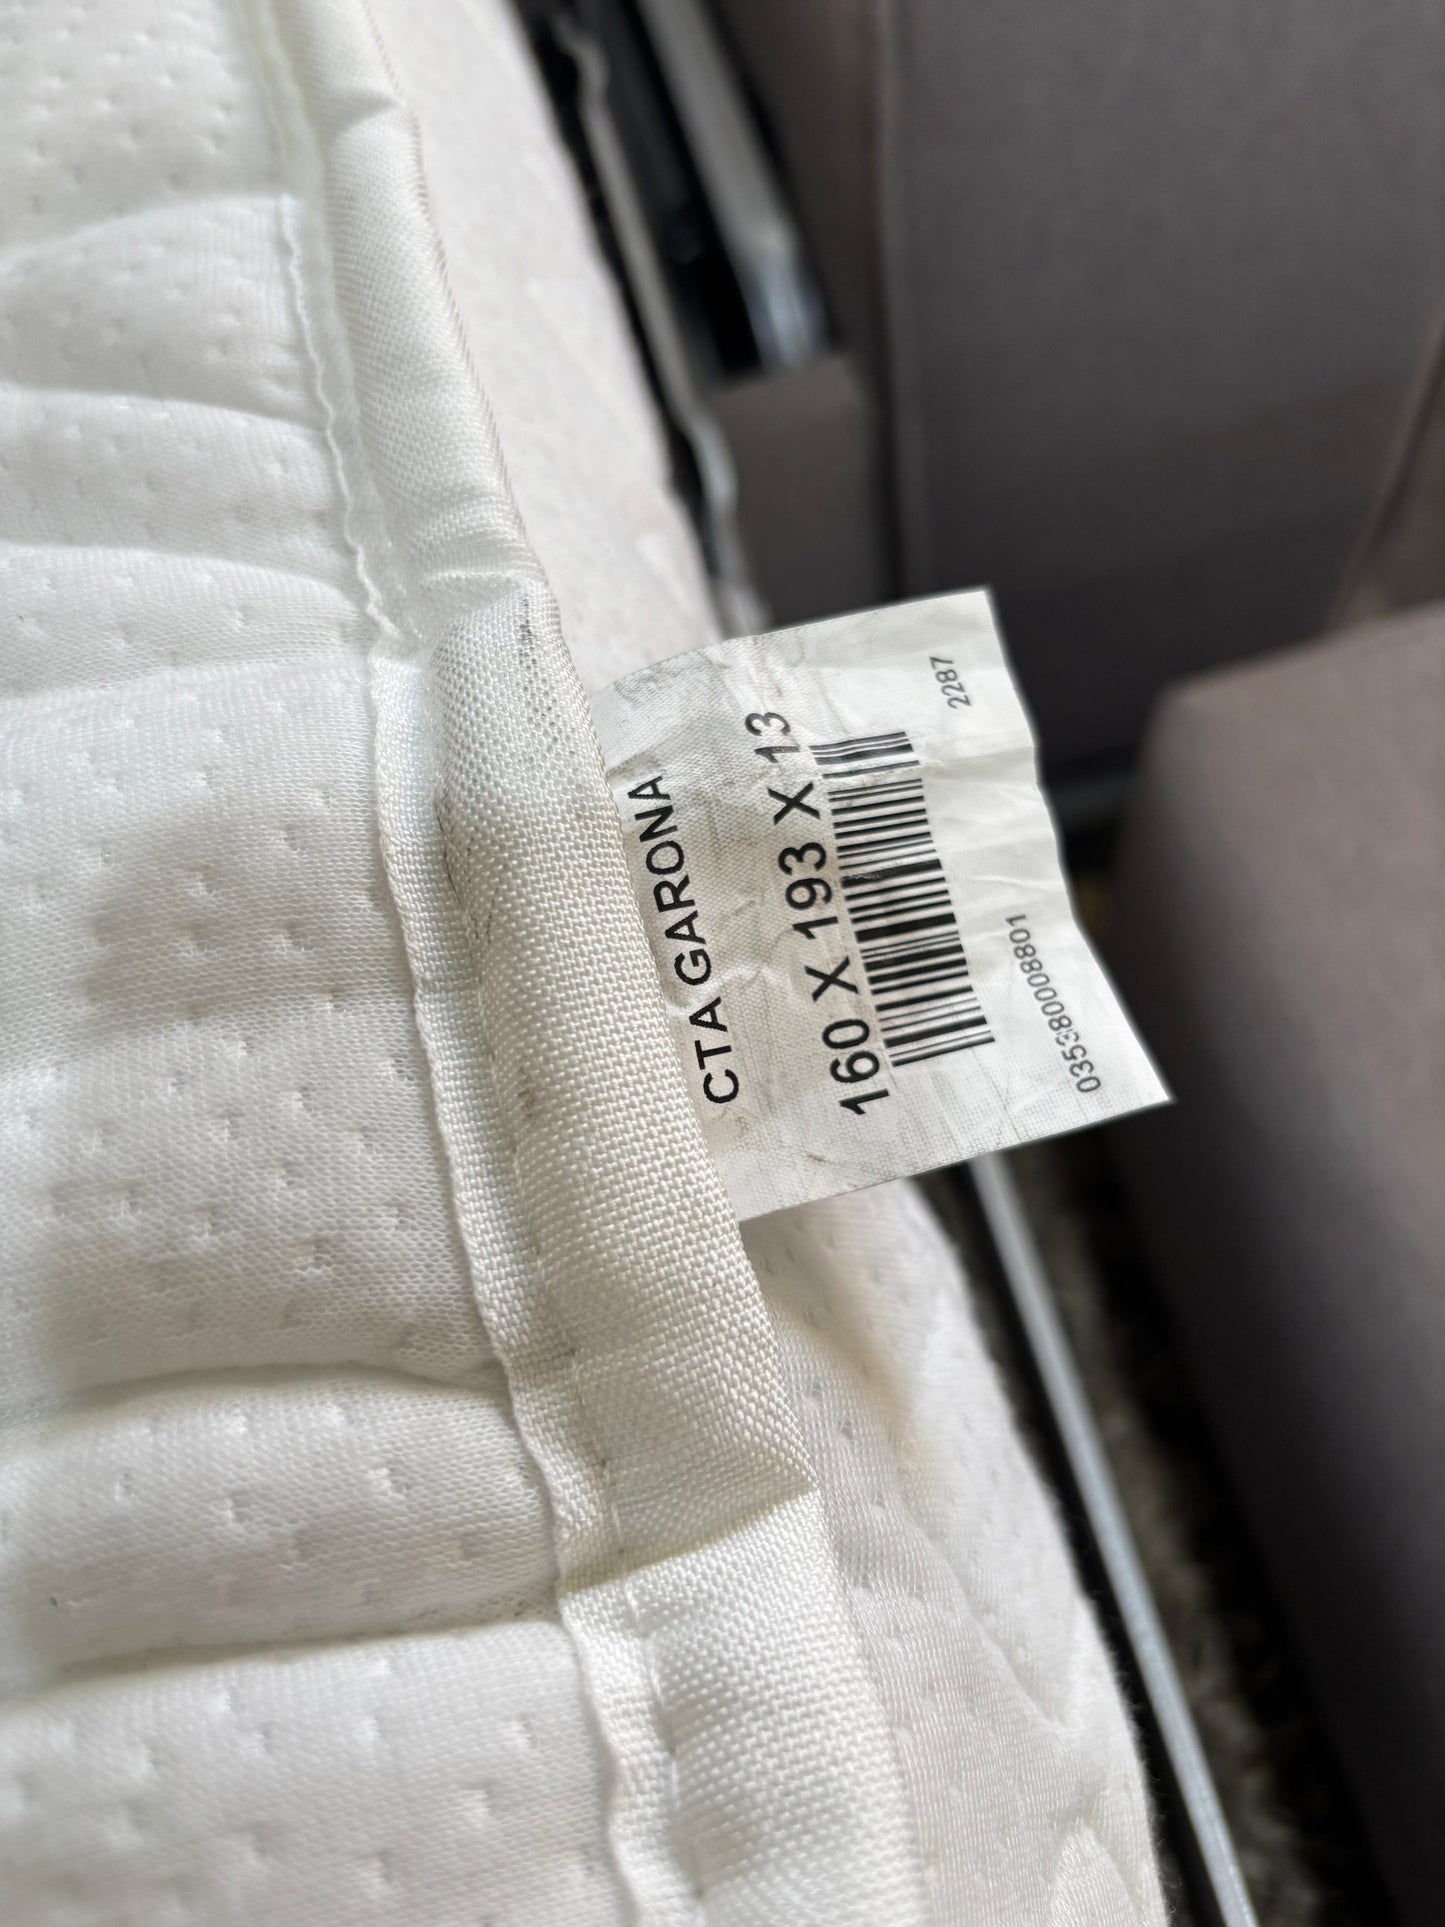 CTA GARONA
160 X 193 X 13
2287
0353800008801